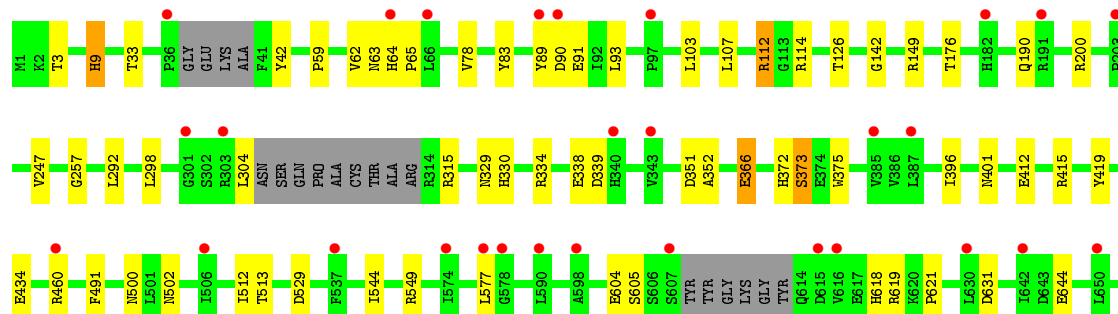 M1 K2 T3 H9 T33 P36 GLY GLU LYS ALA F41 Y42 P59 V62 N63 H64 P65 L66 V78 Y83 Y89 D90 E91 I92 L93 P97 L103 L107 R112 G113 R114 T126 G142 R149 T176 H182 Q190 R191 R200 P203
V247 G257 L292 L298 G301 S302 R303 L304 ASN SER GLN PRO ALA CYS THR ALA ARG R314 R315 N329 H330 R334 E338 D339 H340 V343 D351 A352 E366 H372 S373 E374 W375 V385 V386 L387 I396 N401 E412 R415 Y419
E434 R460 F491 N500 L501 N502 I506 I512 T513 D529 F537 I544 R549 I574 L577 G578 L590 A598 E604 S605 S606 S607 TYR TYR GLY LYS GLY TYR Q614 D615 V616 E617 H618 R619 K620 P621 L630 D631 I642 D643 E644 L650